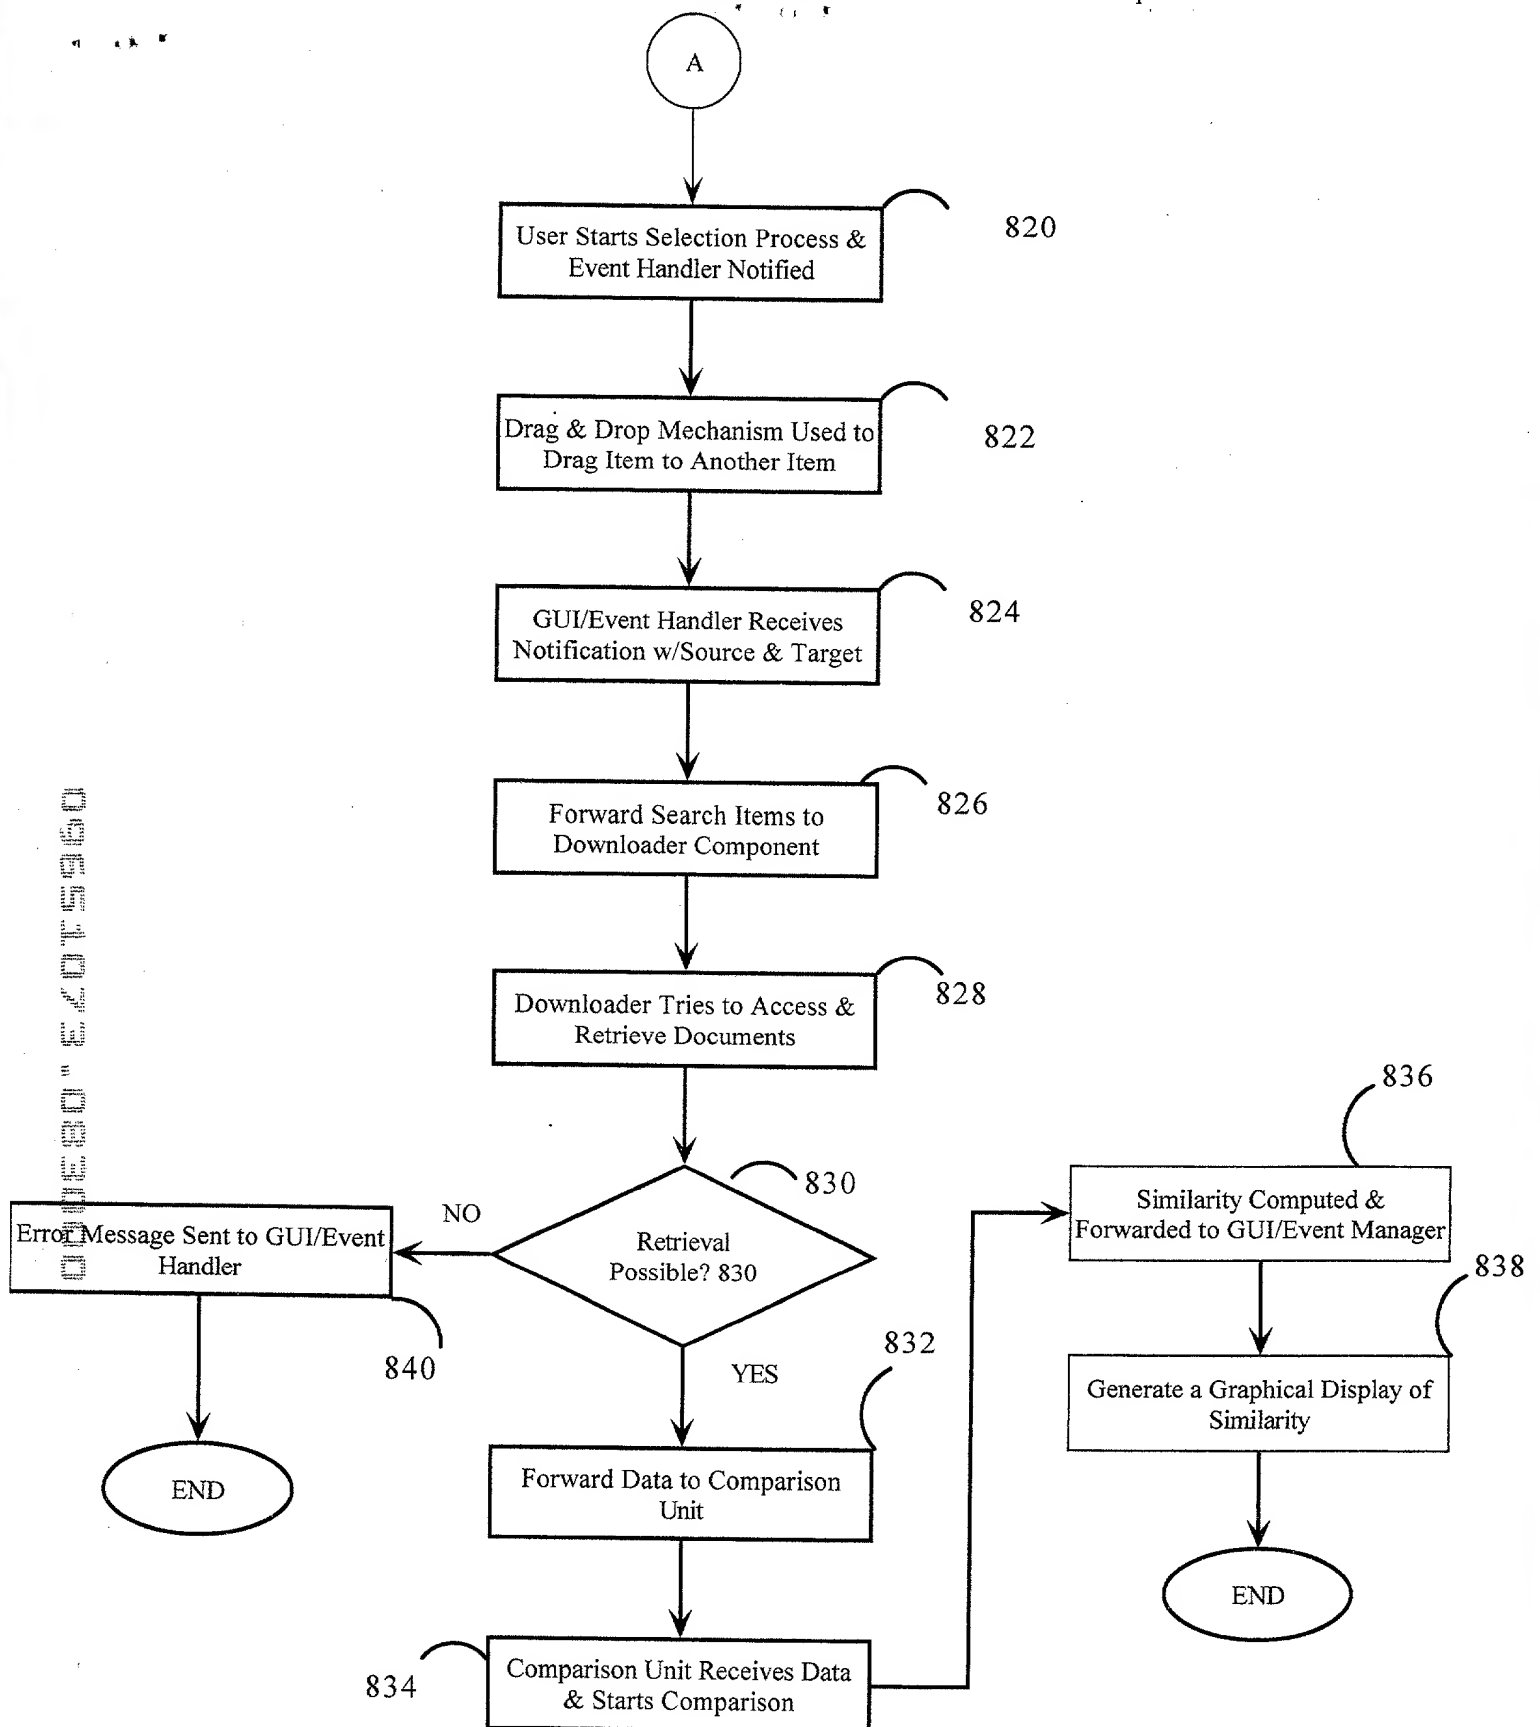 A
User Starts Selection Process &
Event Handler Notified
820
Drag & Drop Mechanism Used to
Drag Item to Another Item
822
GUI/Event Handler Receives
Notification w/Source & Target
824
Forward Search Items to
Downloader Component
826
Downloader Tries to Access &
Retrieve Documents
828
Retrieval
Possible? 830
830
NO
Error Message Sent to GUI/Event
Handler
840
END
YES
Forward Data to Comparison
Unit
832
Comparison Unit Receives Data
& Starts Comparison
834
Similarity Computed &
Forwarded to GUI/Event Manager
836
Generate a Graphical Display of
Similarity
838
END